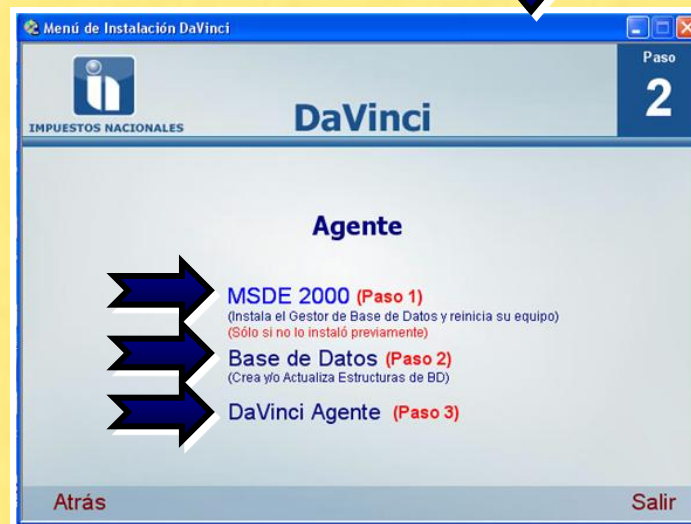 Menú de Instalación DaVinci
Paso
2
IMPUESTOS NACIONALES
DaVinci
Agente
MSDE 2000 (Paso 1)
(Instala el Gestor de Base de Datos y reinicia su equipo)
(Sólo si no lo instaló previamente)
Base de Datos (Paso 2)
(Crea y/o Actualiza Estructuras de BD)
DaVinci Agente (Paso 3)
Atrás
Salir